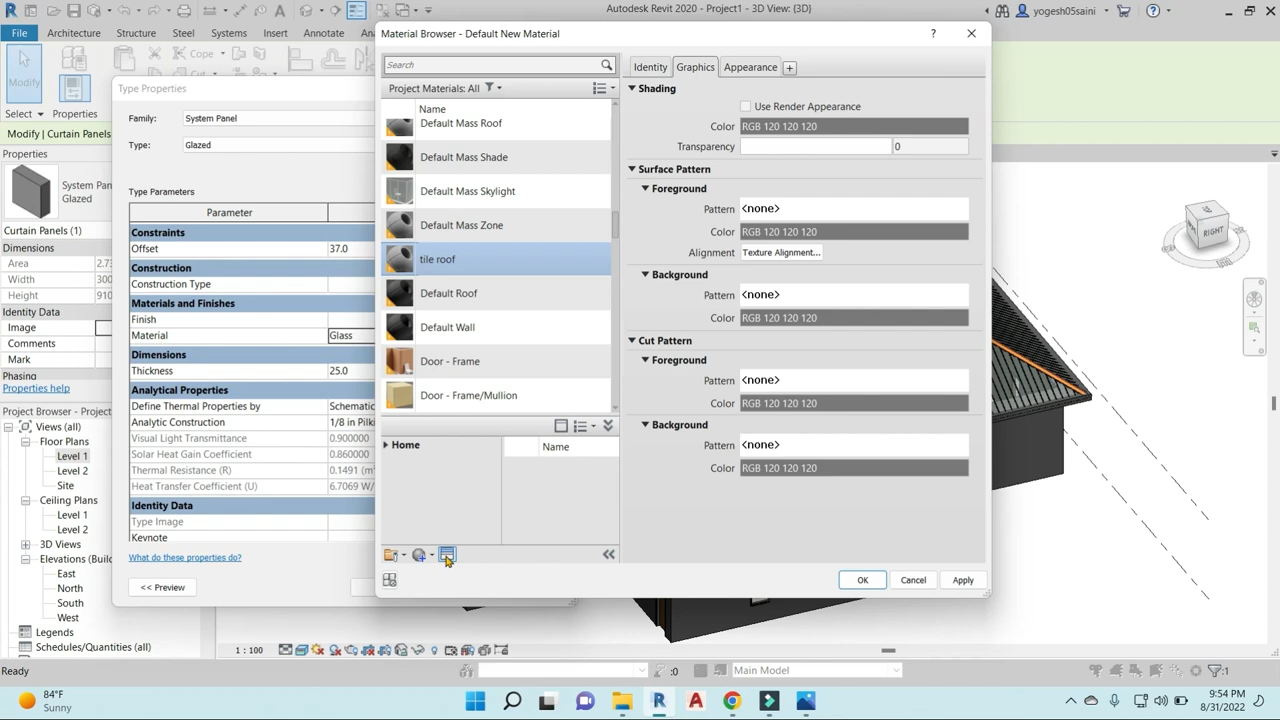 Autodesk Revit 2020 - Project1 - 3D View: {3D}
yogesh05saini
File
Architecture
Structure
Steel
Systems
Insert
Annotate
Modify
Cope
Select
Properties
Modify | Curtain Panels
Properties
System Pan
Glazed
Curtain Panels (1)
Dimensions
Area
Width 300
Height 910
Identity Data
Image
Comments
Mark
Phasing
Properties help
Project Browser - Project
Views (all)
Floor Plans
Level 1
Level 2
Site
Ceiling Plans
Level 1
Level 2
3D Views
Elevations (Build
East
North
South
West
Legends
Schedules/Quantities (all)
Type Properties
Family: System Panel
Type: Glazed
Type Parameters
Parameter
Constraints
Offset 37.0
Construction
Construction Type
Materials and Finishes
Finish
Material Glass
Dimensions
Thickness 25.0
Analytical Properties
Define Thermal Properties by Schematic
Analytic Construction 1/8 in Pilki
Visual Light Transmittance 0.900000
Solar Heat Gain Coefficient 0.860000
Thermal Resistance (R) 0.1491 (m²
Heat Transfer Coefficient (U) 6.7069 W/
Identity Data
Type Image
Keynote
What do these properties do?
<< Preview
Material Browser - Default New Material
?
Search
Project Materials: All
Name
Default Mass Roof
Default Mass Shade
Default Mass Skylight
Default Mass Zone
tile roof
Default Roof
Default Wall
Door - Frame
Door - Frame/Mullion
Home
Name
Identity
Graphics
Appearance
Shading
Use Render Appearance
Color RGB 120 120 120
Transparency 0
Surface Pattern
Foreground
Pattern <none>
Color RGB 120 120 120
Alignment Texture Alignment...
Background
Pattern <none>
Color RGB 120 120 120
Cut Pattern
Foreground
Pattern <none>
Color RGB 120 120 120
Background
Pattern <none>
Color RGB 120 120 120
OK
Cancel
Apply
RIGHT
1 : 100
Ready
:0
Main Model
:1
84°F
Sunny
9:54 PM
8/31/2022